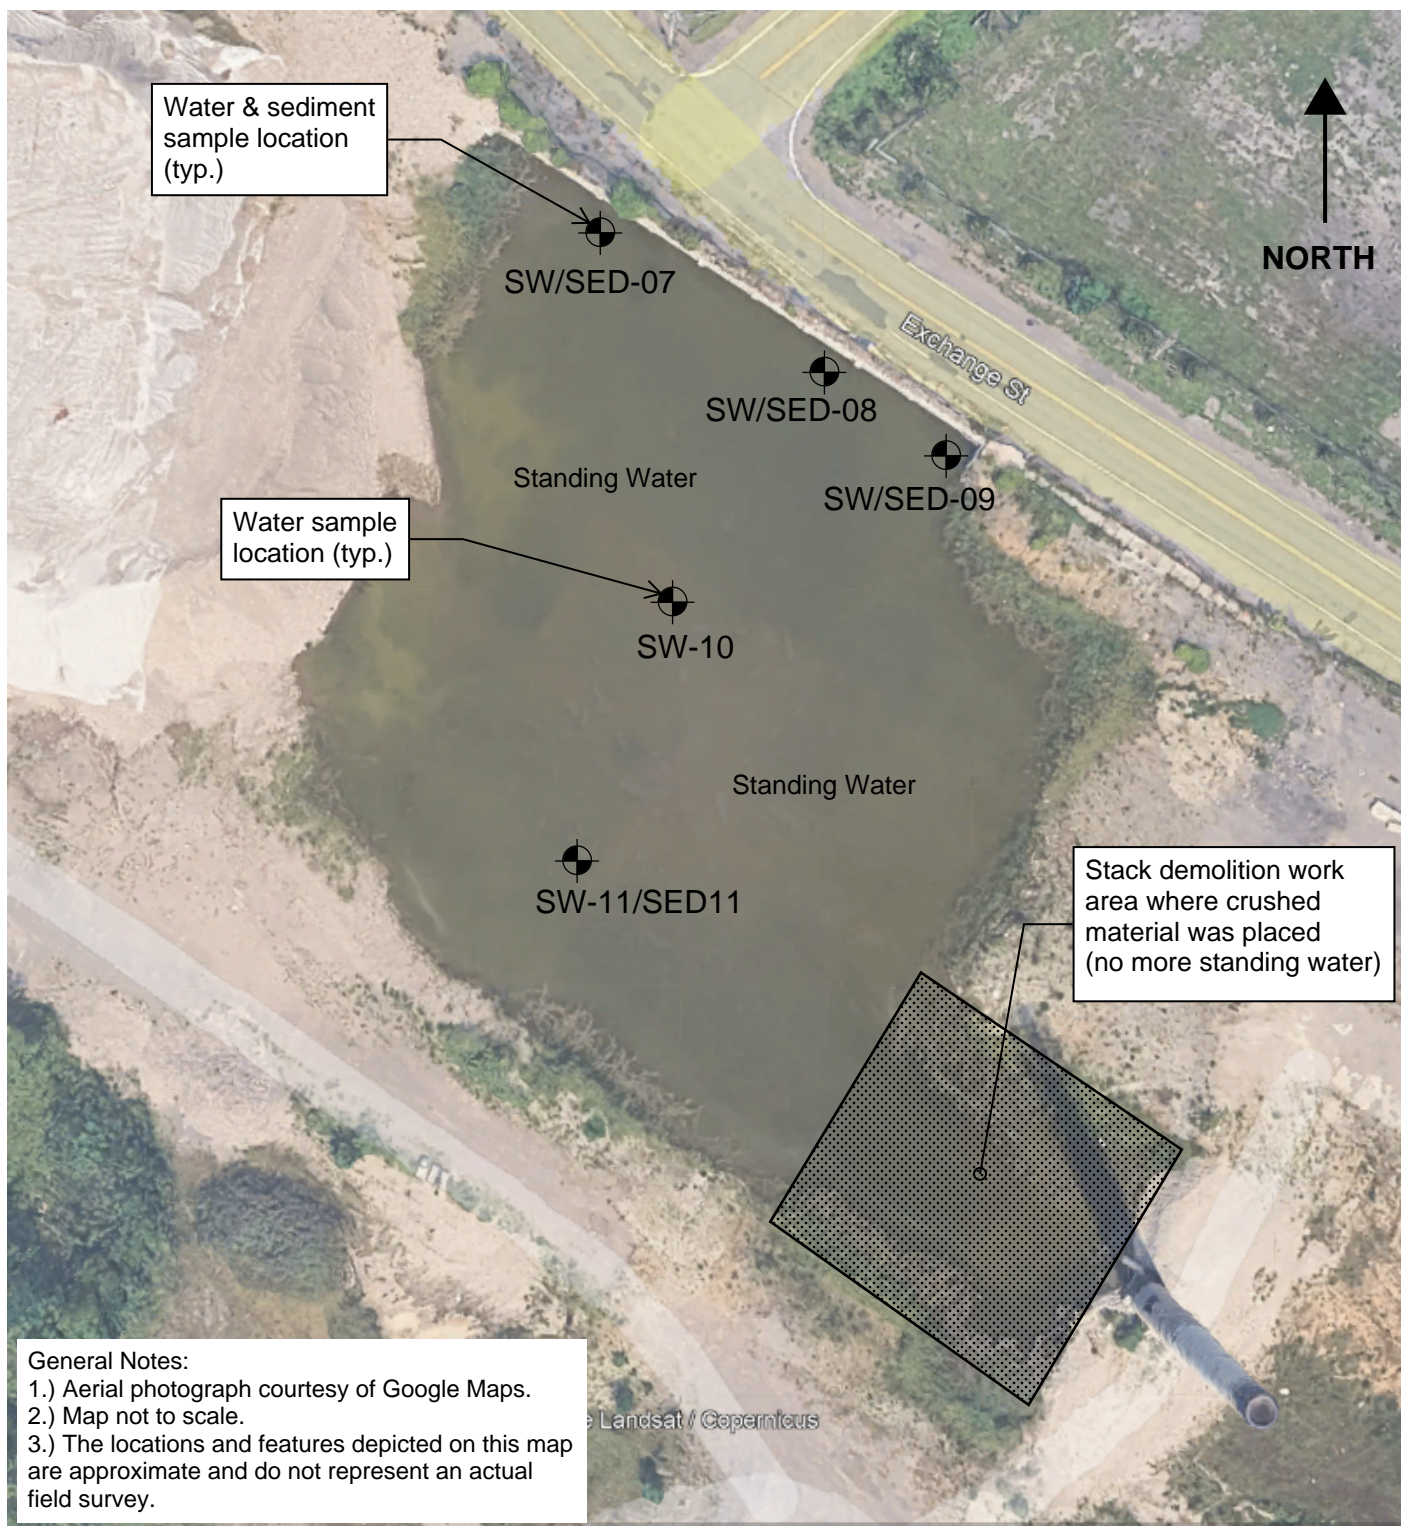 Water & sediment
sample location
(typ.)
NORTH
SW/SED-07
Exchange St
SW/SED-08
Standing Water
SW/SED-09
Water sample
location (typ.)
SW-10
Standing Water
Stack demolition work
area where crushed
material was placed
(no more standing water)
SW-11/SED11
General Notes:
1.) Aerial photograph courtesy of Google Maps.
2.) Map not to scale.
3.) The locations and features depicted on this map
are approximate and do not represent an actual
field survey.
Landsat / Copernicus